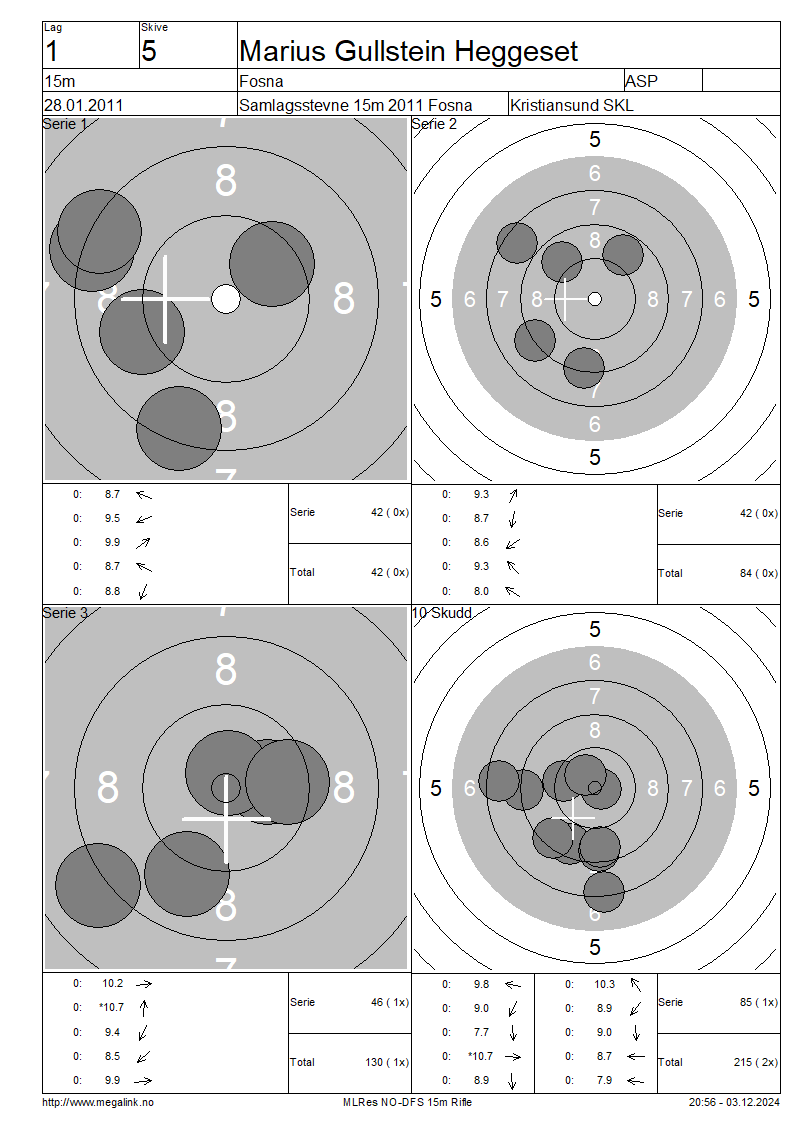 Lag Skive
1 5 Marius Gullstein Heggeset
15m Fosna ASP
28.01.2011 Samlagsstevne 15m 2011 Fosna Kristiansund SKL
Serie 1
7
8
7 8 8 7
8
7
Serie 2
5
6
7
8
5 6 7 8 8 7 6 5
7
6
5
0: 8.7
0: 9.5
0: 9.9
0: 8.7
0: 8.8
Serie 42 ( 0x)
Total 42 ( 0x)
0: 9.3
0: 8.7
0: 8.6
0: 9.3
0: 8.0
Serie 42 ( 0x)
Total 84 ( 0x)
Serie 3
7
8
7 8 8 7
8
7
10 Skudd
5
6
7
8
5 6 8 7 6 5
6
5
0: 10.2
0: *10.7
0: 9.4
0: 8.5
0: 9.9
Serie 46 ( 1x)
Total 130 ( 1x)
0: 9.8 0: 10.3
0: 9.0 0: 8.9
0: 7.7 0: 9.0
0: *10.7 0: 8.7
0: 8.9 0: 7.9
Serie 85 ( 1x)
Total 215 ( 2x)
http://www.megalink.no MLRes NO-DFS 15m Rifle 20:56 - 03.12.2024